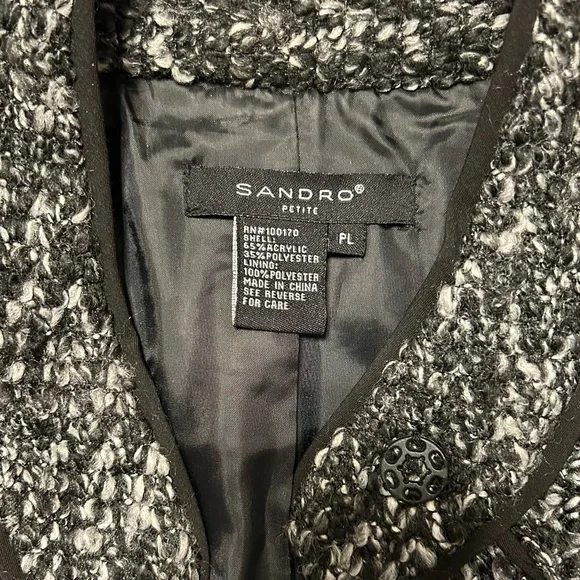 SANDRO®
PETITE
RN#100170
SHELL:
65%ACRYLIC
35%POLYESTER
LINING:
100%POLYESTER
MADE IN CHINA
SEE REVERSE
FOR CARE
PL